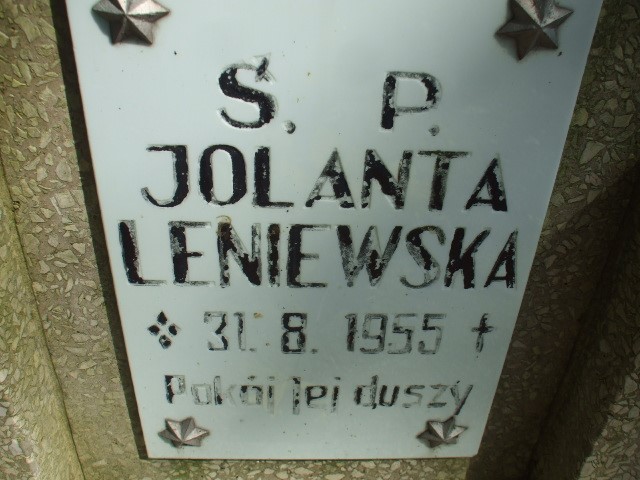 Ś. P.
JOLANTA
LENIEWSKA
31. 8. 1955 †
Pokój jej duszy